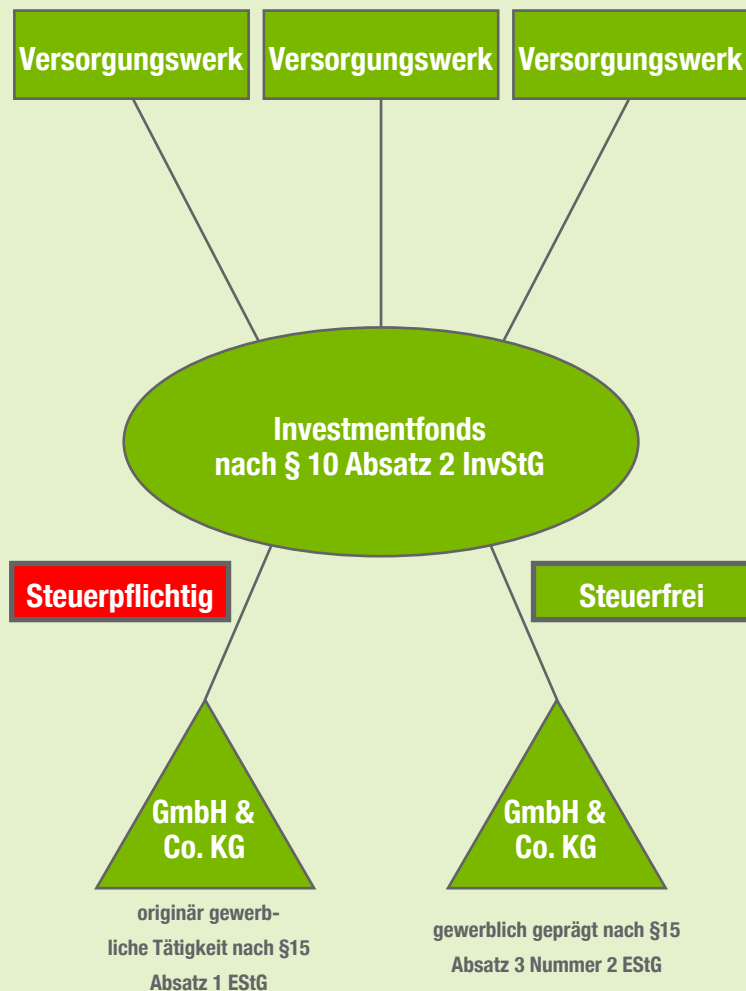 Versorgungswerk
Versorgungswerk
Versorgungswerk
Investmentfonds
nach § 10 Absatz 2 InvStG
Steuerpflichtig
Steuerfrei
GmbH &
Co. KG
GmbH &
Co. KG
originär gewerb-
liche Tätigkeit nach §15
Absatz 1 EStG
gewerblich geprägt nach §15
Absatz 3 Nummer 2 EStG